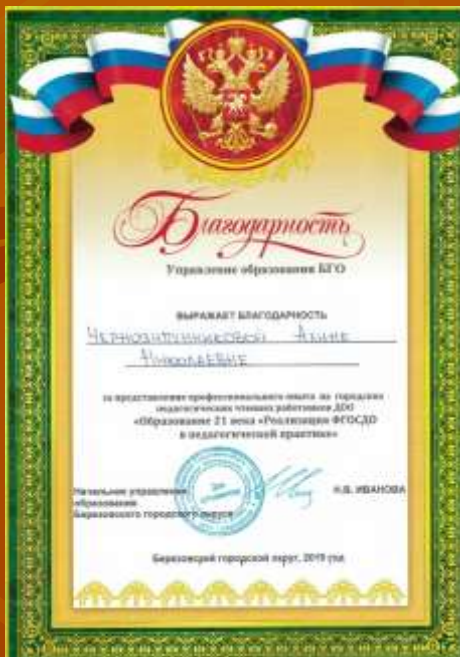 Благодарность
Управление образования БГО
ВЫРАЖАЕТ БЛАГОДАРНОСТЬ
НИКОЛАЕВНЕ
за представление профессионального опыта на городских
педагогических чтениях работников ДОО
«Образование 21 века «Реализация ФГОСДО
в педагогической практике»
Начальник управления
образования
Березовского городского округа
Н.В. ИВАНОВА
Березовский городской округ, 2019 год